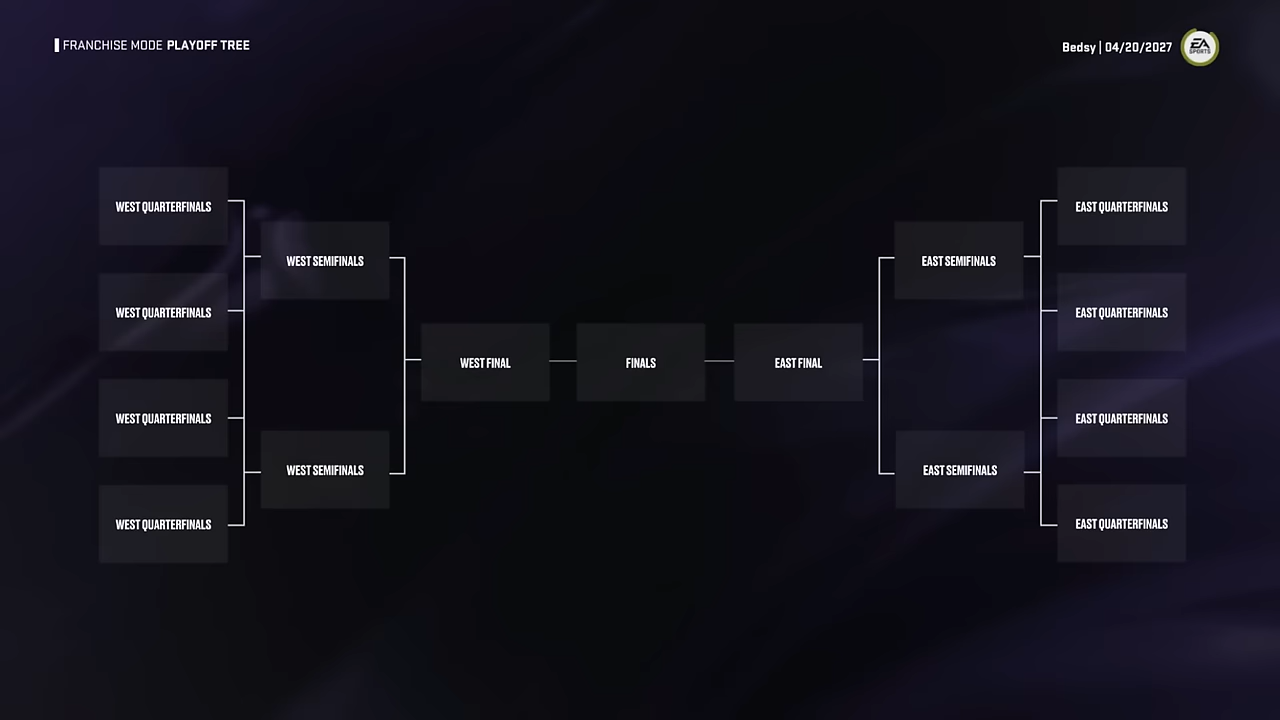 FRANCHISE MODE PLAYOFF TREE
Bedsy | 04/20/2027
EA
SPORTS
WEST QUARTERFINALS
WEST QUARTERFINALS
WEST QUARTERFINALS
WEST QUARTERFINALS
WEST SEMIFINALS
WEST SEMIFINALS
WEST FINAL
FINALS
EAST FINAL
EAST SEMIFINALS
EAST SEMIFINALS
EAST QUARTERFINALS
EAST QUARTERFINALS
EAST QUARTERFINALS
EAST QUARTERFINALS